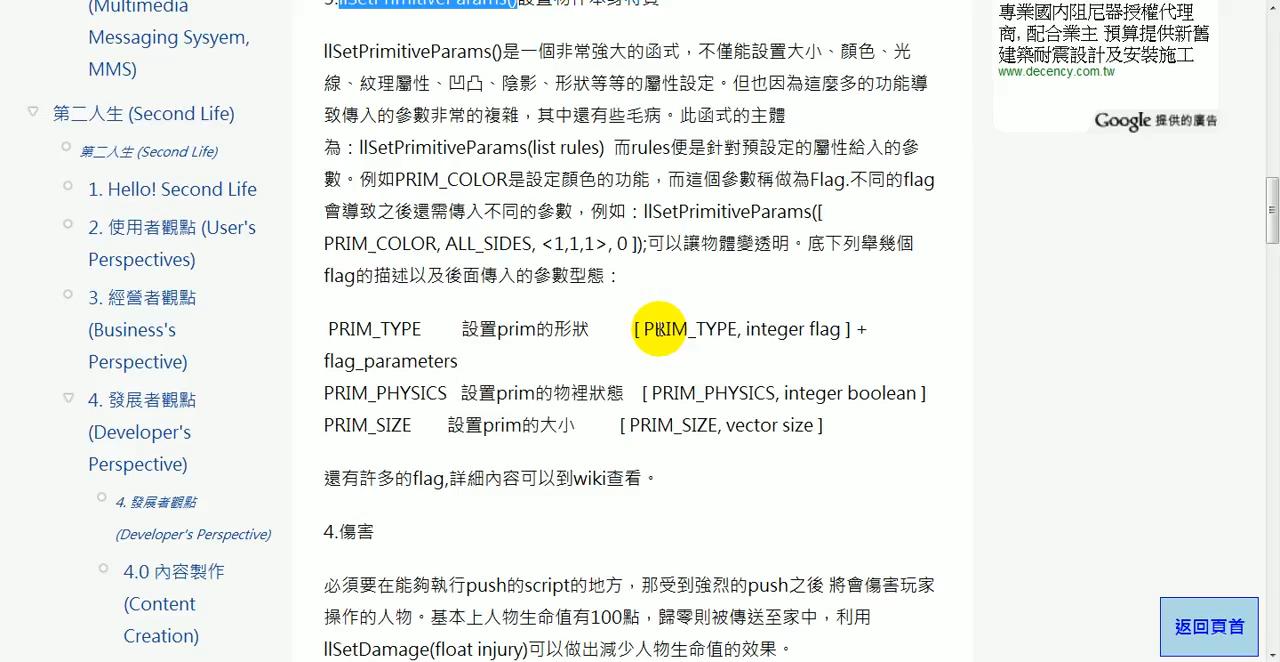 (Multimedia
Messaging Sysyem,
MMS)
第二人生 (Second Life)
第二人生 (Second Life)
1. Hello! Second Life
2. 使用者觀點 (User's
Perspectives)
3. 經營者觀點
(Business's
Perspective)
4. 發展者觀點
(Developer's
Perspective)
4. 發展者觀點
(Developer's Perspective)
4.0 內容製作
(Content
Creation)
llSetPrimitiveParams()設置物件本身特質
llSetPrimitiveParams()是一個非常強大的函式，不僅能設置大小、顏色、光
線、紋理屬性、凹凸、陰影、形狀等等的屬性設定。但也因為這麼多的功能導
致傳入的參數非常的複雜，其中還有些毛病。此函式的主體
為：llSetPrimitiveParams(list rules) 而rules便是針對預設定的屬性給入的參
數。例如PRIM_COLOR是設定顏色的功能，而這個參數稱做為Flag.不同的flag
會導致之後還需傳入不同的參數，例如：llSetPrimitiveParams([
PRIM_COLOR, ALL_SIDES, <1,1,1>, 0 ]);可以讓物體變透明。底下列舉幾個
flag的描述以及後面傳入的參數型態：
PRIM_TYPE 設置prim的形狀 [ PRIM_TYPE, integer flag ] +
flag_parameters
PRIM_PHYSICS 設置prim的物裡狀態 [ PRIM_PHYSICS, integer boolean ]
PRIM_SIZE 設置prim的大小 [ PRIM_SIZE, vector size ]
還有許多的flag,詳細內容可以到wiki查看。
4.傷害
必須要在能夠執行push的script的地方，那受到強烈的push之後 將會傷害玩家
操作的人物。基本上人物生命值有100點，歸零則被傳送至家中，利用
llSetDamage(float injury)可以做出減少人物生命值的效果。
專業國內阻尼器授權代理
商, 配合業主 預算提供新舊
建築耐震設計及安裝施工
www.decency.com.tw
Google 提供的廣告
返回頁首